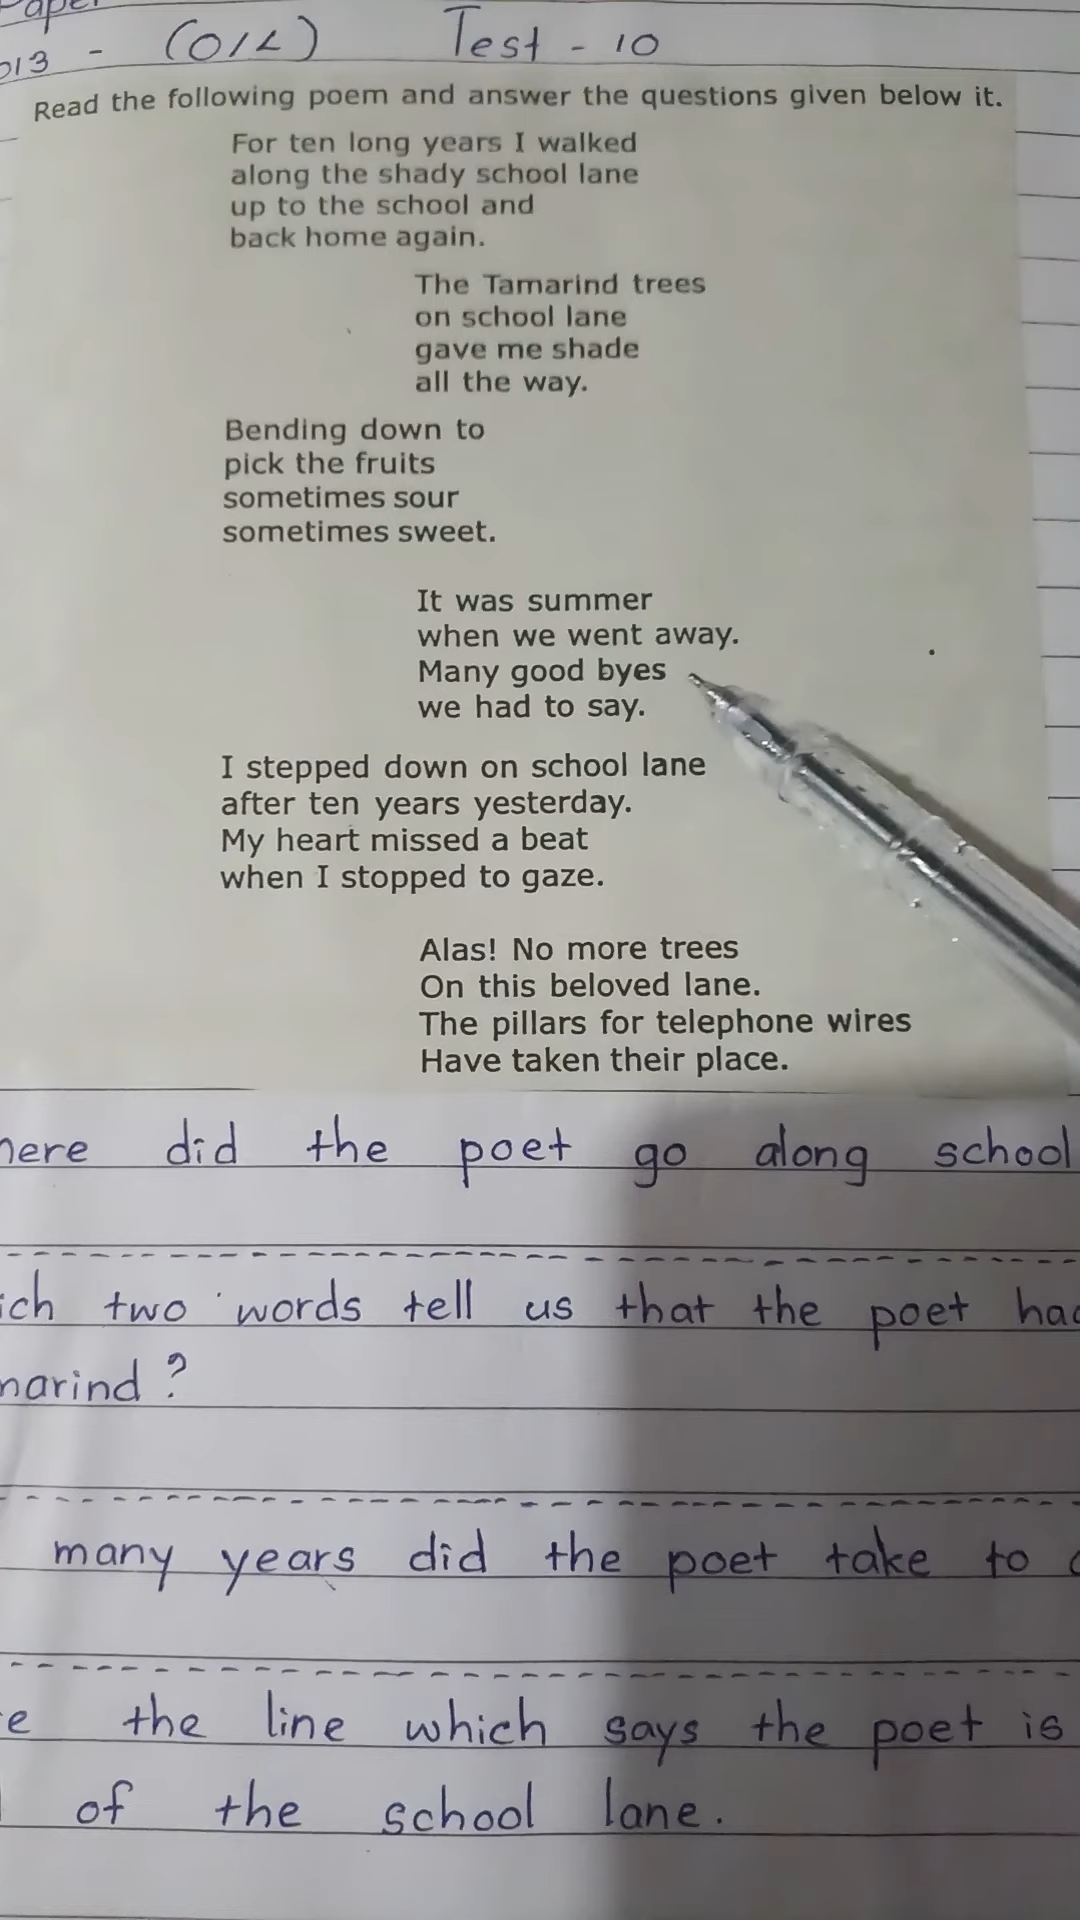 Paper
013 - (O/L) Test - 10
Read the following poem and answer the questions given below it.
For ten long years I walked
along the shady school lane
up to the school and
back home again.
The Tamarind trees
on school lane
gave me shade
all the way.
Bending down to
pick the fruits
sometimes sour
sometimes sweet.
It was summer
when we went away.
Many good byes
we had to say.
I stepped down on school lane
after ten years yesterday.
My heart missed a beat
when I stopped to gaze.
Alas! No more trees
On this beloved lane.
The pillars for telephone wires
Have taken their place.
here did the poet go along school
ich two words tell us that the poet ha
marind ?
many years did the poet take to
e the line which says the poet is
of the school lane.